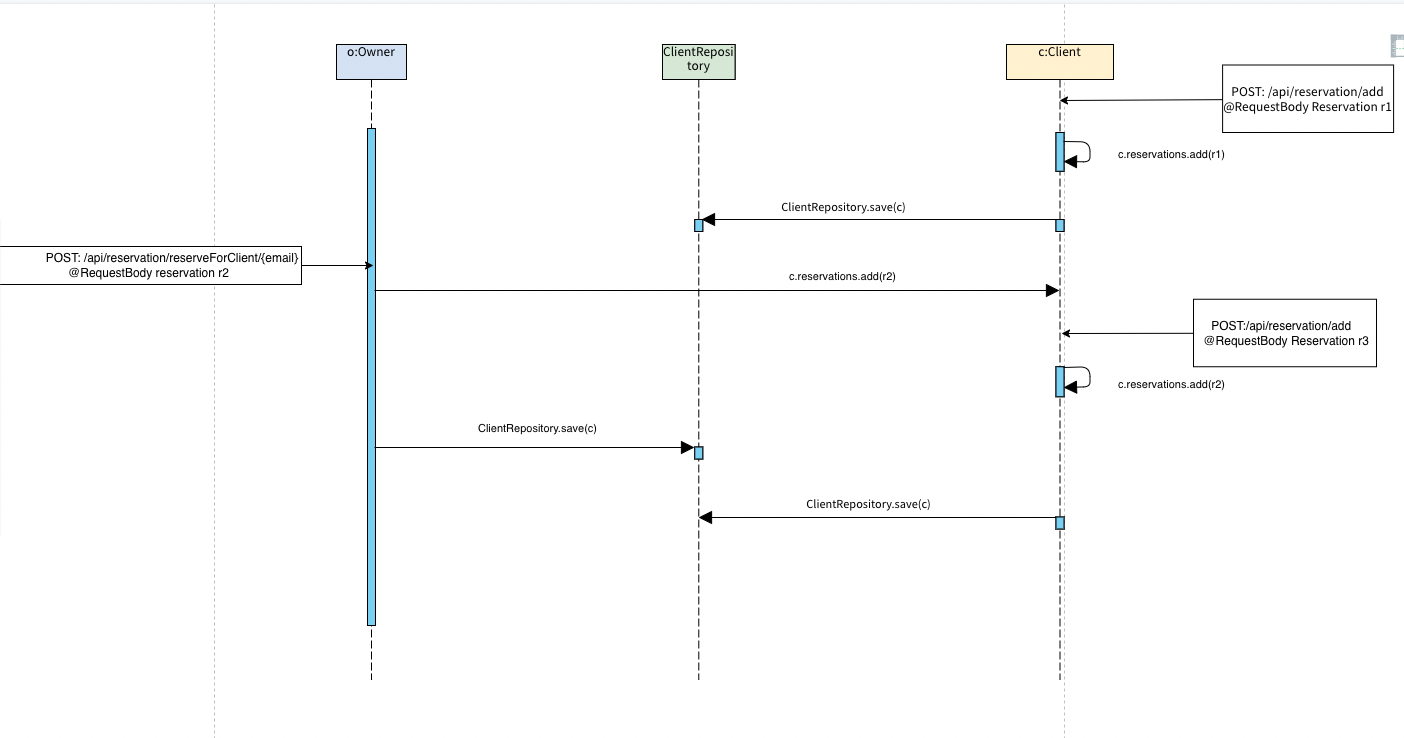 o:Owner
ClientReposi
tory
c:Client
POST: /api/reservation/add
@RequestBody Reservation r1
c.reservations.add(r1)
ClientRepository.save(c)
POST: /api/reservation/reserveForClient/{email}
@RequestBody reservation r2
c.reservations.add(r2)
POST:/api/reservation/add
@RequestBody Reservation r3
c.reservations.add(r2)
ClientRepository.save(c)
ClientRepository.save(c)